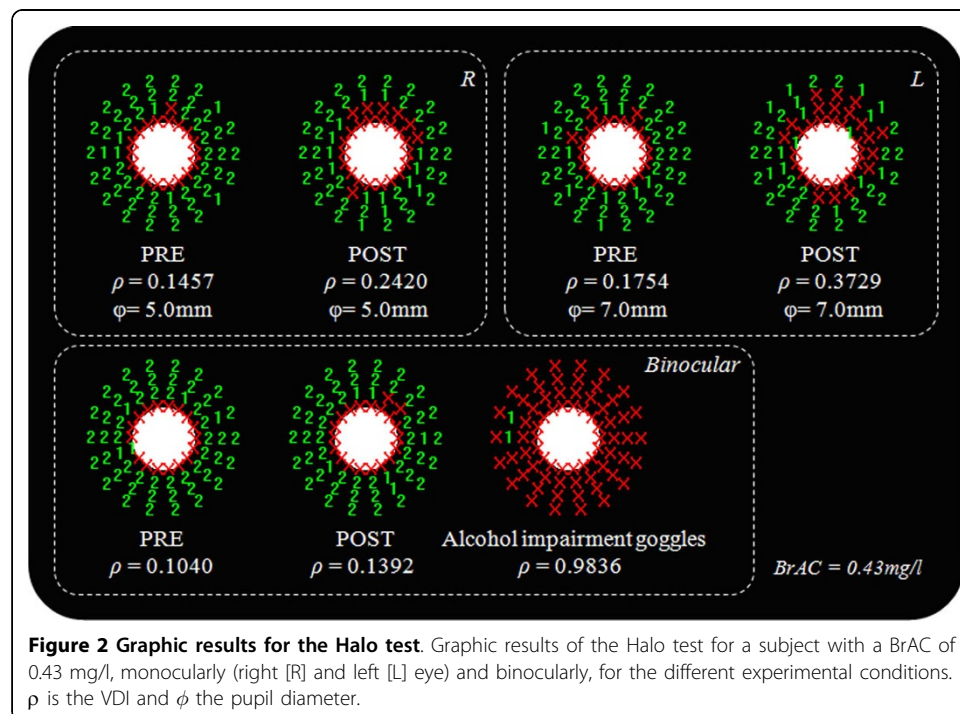 R
PRE
ρ = 0.1457
φ= 5.0mm
POST
ρ = 0.2420
φ= 5.0mm
L
PRE
ρ = 0.1754
φ= 7.0mm
POST
ρ = 0.3729
φ= 7.0mm
Binocular
PRE
ρ = 0.1040
POST
ρ = 0.1392
Alcohol impairment goggles
ρ = 0.9836
BrAC = 0.43mg/l
Figure 2 Graphic results for the Halo test. Graphic results of the Halo test for a subject with a BrAC of
0.43 mg/l, monocularly (right [R] and left [L] eye) and binocularly, for the different experimental conditions.
ρ is the VDI and ϕ the pupil diameter.